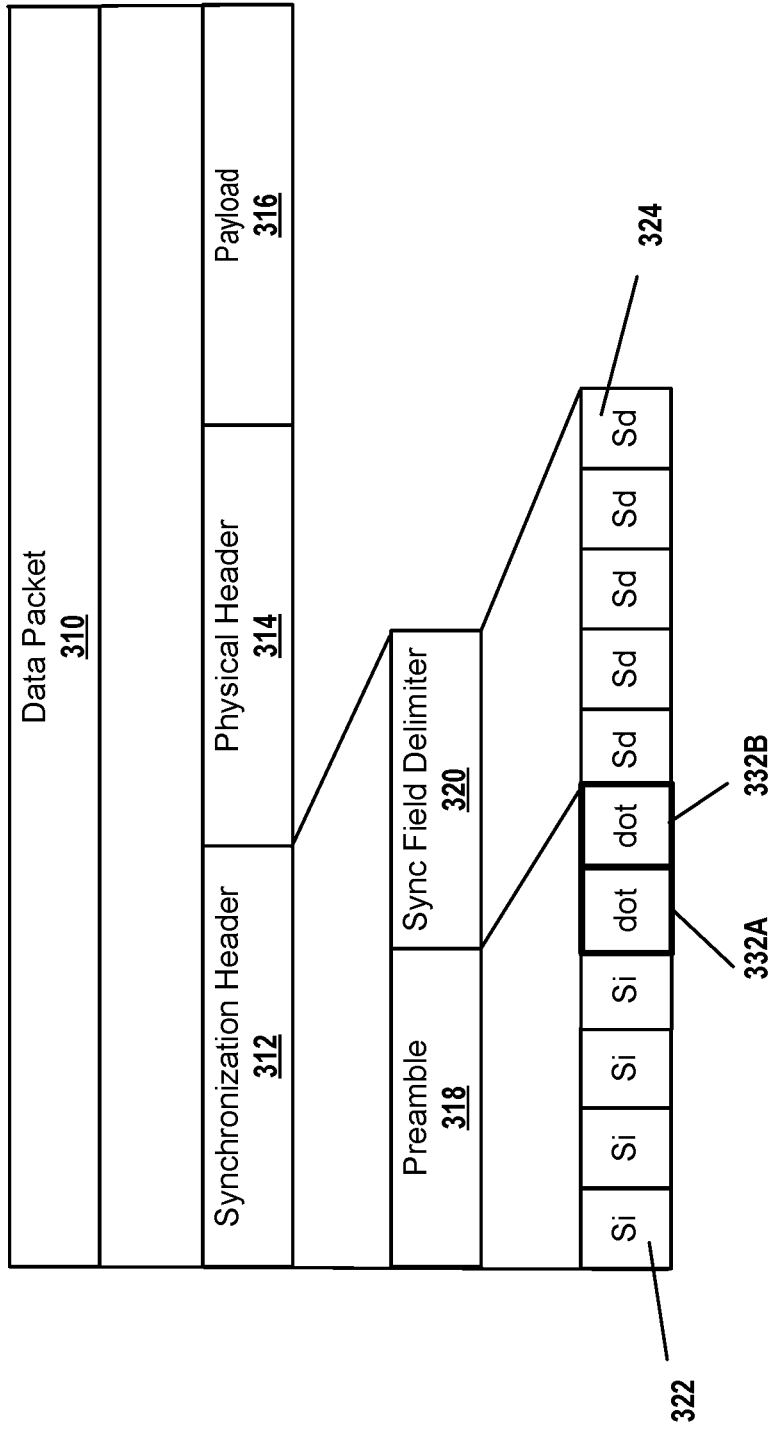 Data Packet
310
Synchronization Header
312
Physical Header
314
Payload
316
Preamble
318
Sync Field Delimiter
320
Si Si Si Si dot dot Sd Sd Sd Sd Sd
322
332A
332B
324